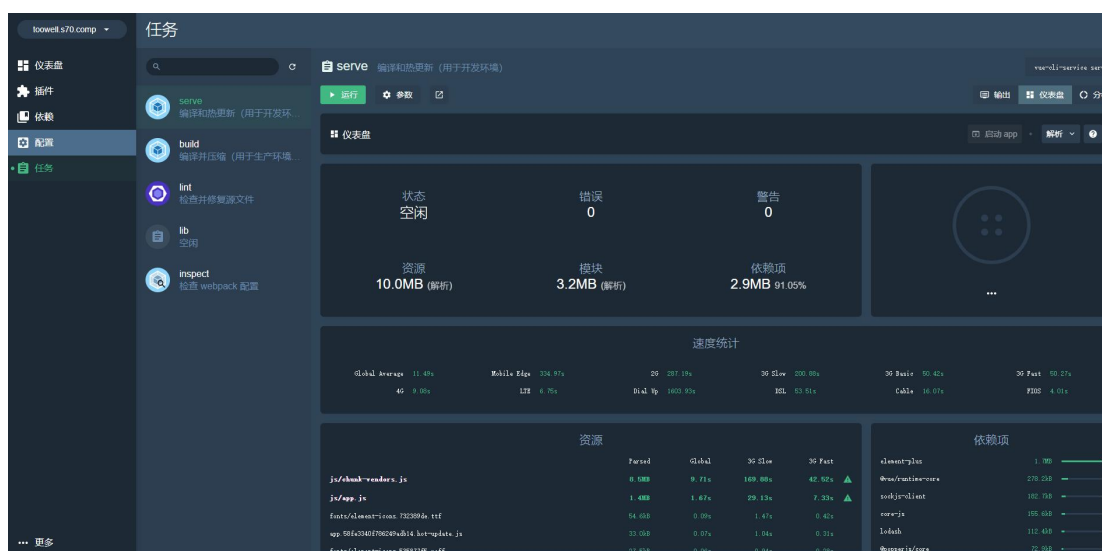 toowell.s70.comp
任务
仪表盘
插件
依赖
配置
任务
更多
serve
编译和热更新（用于开发环...
build
编译并压缩（用于生产环境...
lint
检查并修复源文件
lib
空闲
inspect
检查 webpack 配置
serve 编译和热更新（用于开发环境）
vue-cli-service ser
运行 参数
输出 仪表盘 分
仪表盘
启动 app 解析
状态 错误 警告
空闲 0 0
资源 模块 依赖项
10.0MB (解析) 3.2MB (解析) 2.9MB 91.05%
•••
速度统计
Global Average 11.49s Mobile Edge 334.97s 2G 287.19s 3G Slow 200.88s 3G Basic 50.42s 3G Fast 50.27s
4G 9.08s LTE 6.75s Dial Up 1603.93s DSL 53.51s Cable 16.07s FIOS 4.01s
资源
Parsed Global 3G Slow 3G Fast
js/chunk-vendors.js 8.5MB 9.71s 169.88s 42.52s
js/app.js 1.4MB 1.67s 29.13s 7.33s
fonts/element-icons.732389de.ttf 54.6kB 0.09s 1.47s 0.42s
app.58fa3340f786249adb14.hot-update.js 33.0kB 0.07s 1.04s 0.31s
依赖项
element-plus 1.7MB
@vue/runtime-core 278.2kB
sockjs-client 182.7kB
core-js 155.6kB
lodash 112.4kB
@popperjs/core 72.9kB